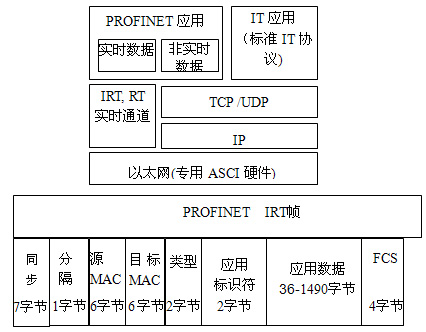 PROFINET 应用
实时数据
非实时
数据
IT 应用
（标准 IT 协
议）
IRT, RT
实时通道
TCP /UDP
IP
以太网(专用 ASCI 硬件)
PROFINET IRT帧
同
步
7字节
分
隔
1字节
源
MAC
6字节
目标
MAC
6字节
类型
2字节
应用
标识符
2字节
应用数据
36-1490字节
FCS
4字节